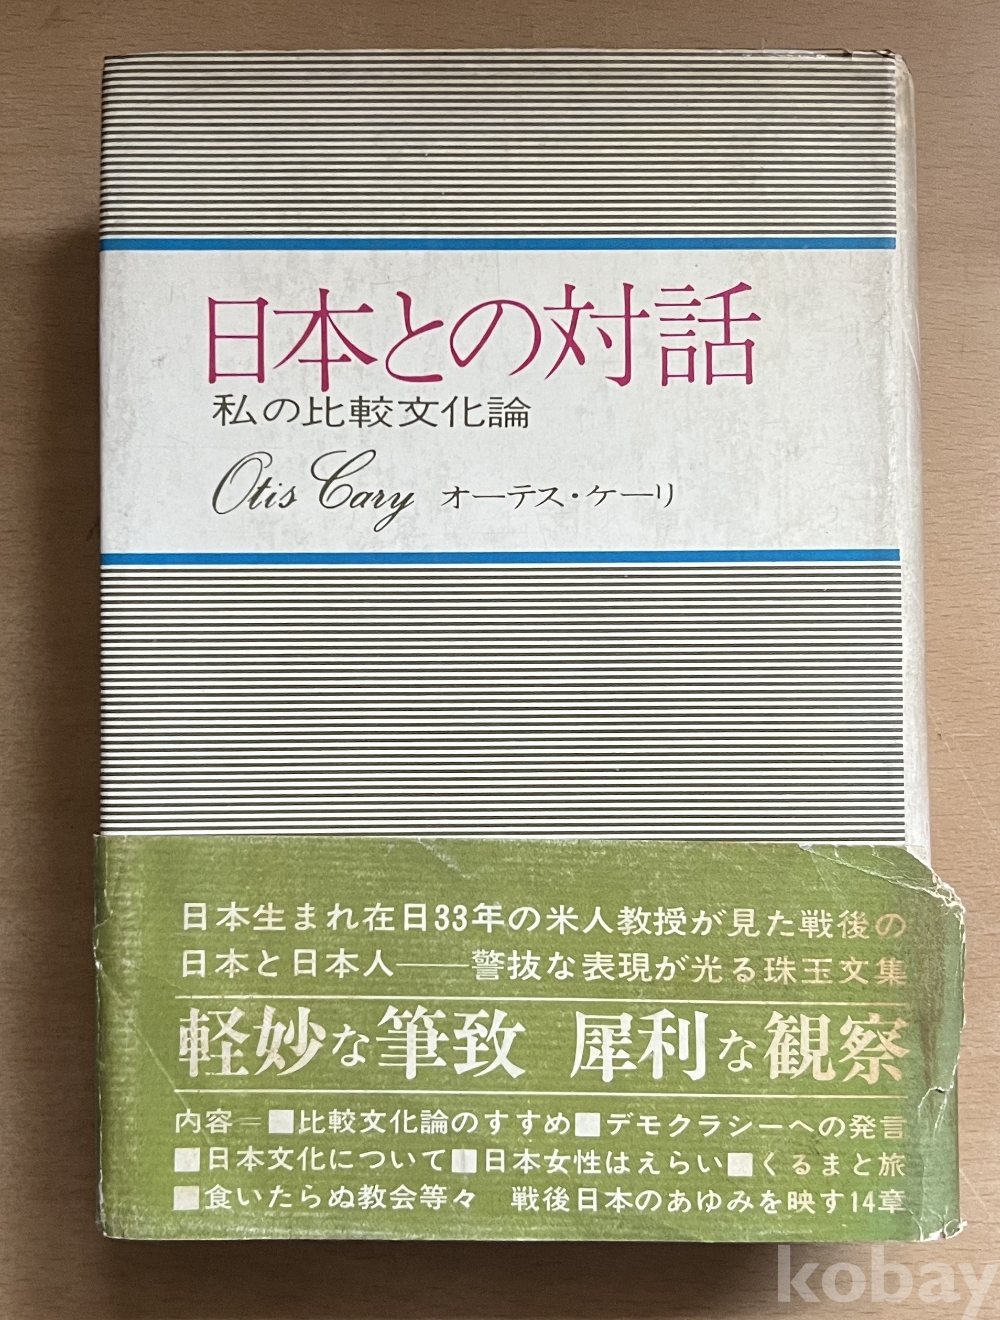 日本との対話
私の比較文化論
Otis Cary オーテス・ケーリ
日本生まれ在日33年の米人教授が見た戦後の
日本と日本人――警抜な表現が光る珠玉文集
軽妙な筆致 犀利な観察
内容＝■比較文化論のすすめ■デモクラシーへの発言
■日本文化について■日本女性はえらい■くるまと旅
■食いたらぬ教会等々 戦後日本のあゆみを映す14章
kobay